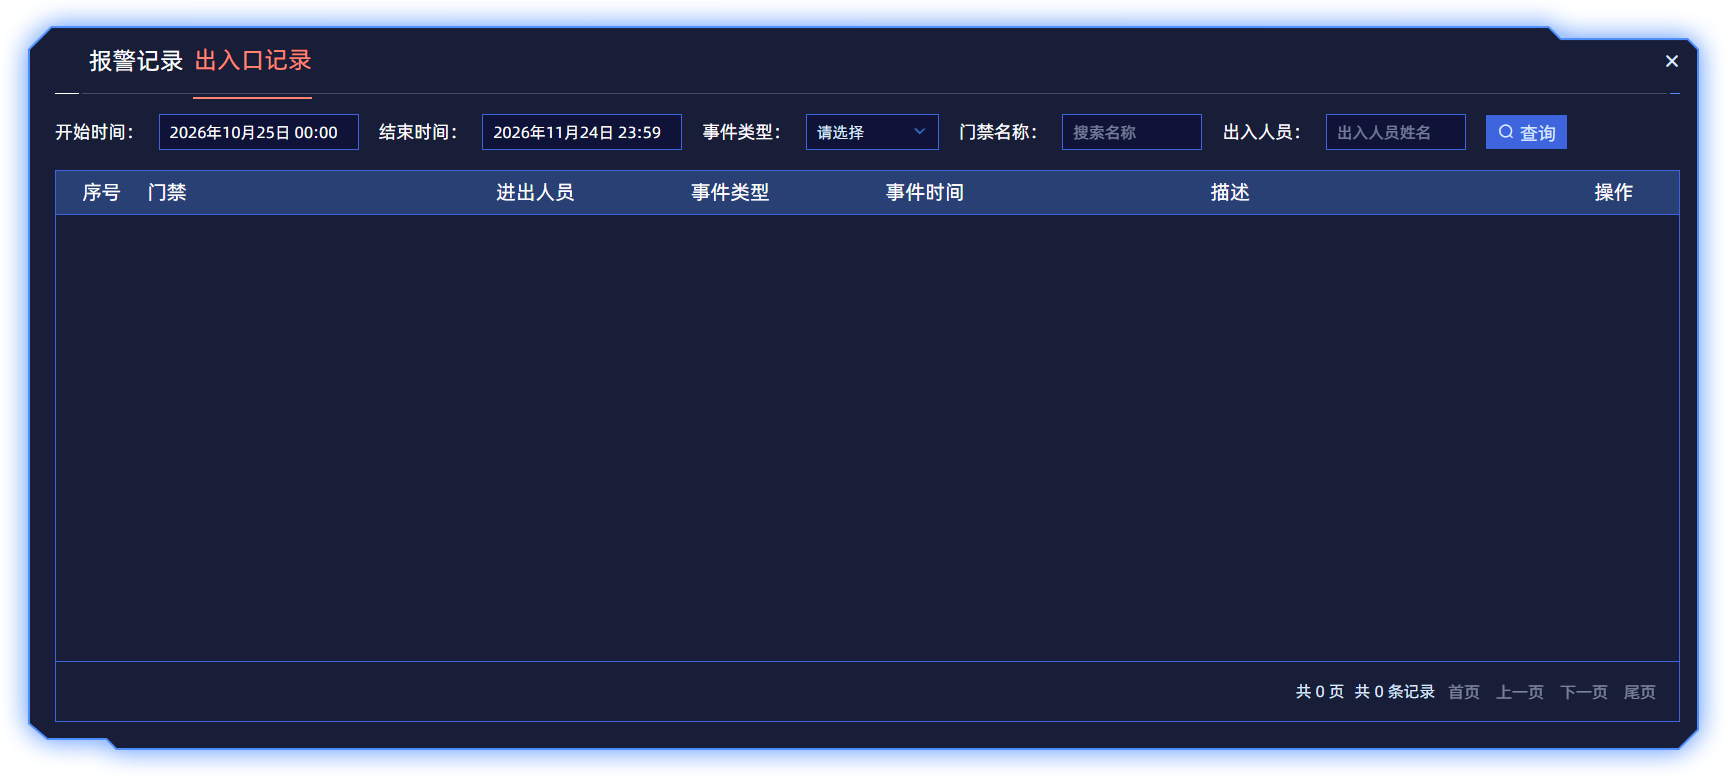 报警记录 出入口记录
开始时间： 2026年10月25日 00:00 结束时间： 2026年11月24日 23:59 事件类型： 请选择 门禁名称： 搜索名称 出入人员： 出入人员姓名 查询
序号 门禁 进出人员 事件类型 事件时间 描述 操作
共 0 页 共 0 条记录 首页 上一页 下一页 尾页